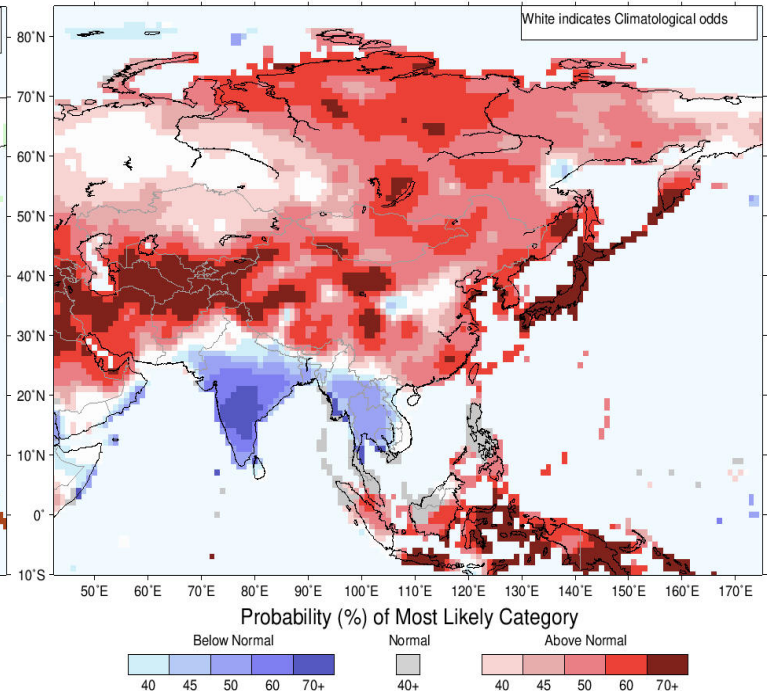 White indicates Climatological odds
80°N
70°N
60°N
50°N
40°N
30°N
20°N
10°N
0°
10°S
50°E 60°E 70°E 80°E 90°E 100°E 110°E 120°E 130°E 140°E 150°E 160°E 170°E
Probability (%) of Most Likely Category
Below Normal Normal Above Normal
40 45 50 60 70+ 40+ 40 45 50 60 70+